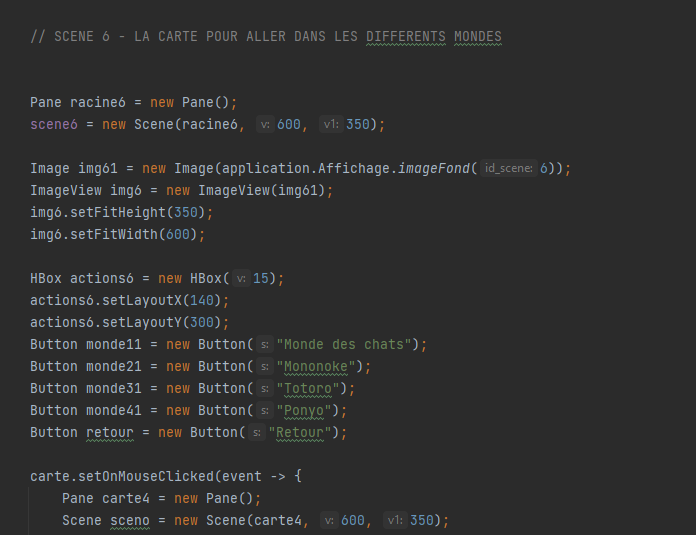 // SCENE 6 - LA CARTE POUR ALLER DANS LES DIFFERENTS MONDES
Pane racine6 = new Pane();
scene6 = new Scene(racine6, v: 600, v1: 350);
Image img61 = new Image(application.Affichage.imageFond( id_scene: 6));
ImageView img6 = new ImageView(img61);
img6.setFitHeight(350);
img6.setFitWidth(600);
HBox actions6 = new HBox( v: 15);
actions6.setLayoutX(140);
actions6.setLayoutY(300);
Button monde11 = new Button( s: "Monde des chats");
Button monde21 = new Button( s: "Mononoke");
Button monde31 = new Button( s: "Totoro");
Button monde41 = new Button( s: "Ponyo");
Button retour = new Button( s: "Retour");
carte.setOnMouseClicked(event -> {
Pane carte4 = new Pane();
Scene sceno = new Scene(carte4, v: 600, v1: 350);